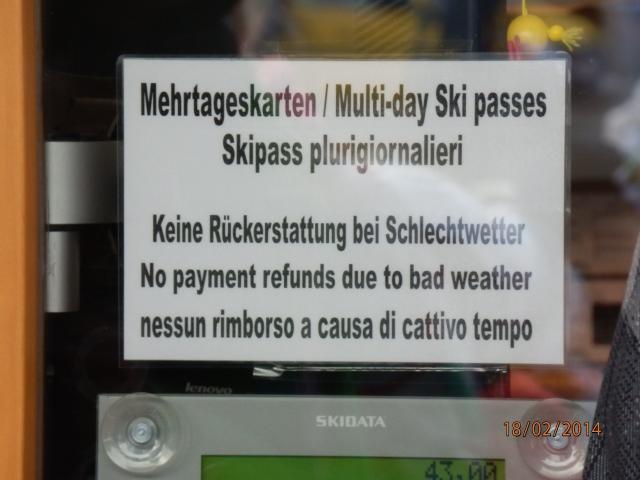 Mehrtageskarten / Multi-day Ski passes
Skipass plurigiornalieri
Keine Rückerstattung bei Schlechtwetter
No payment refunds due to bad weather
nessun rimborso a causa di cattivo tempo
lenovo
SKIDATA
18/02/2014
43.00